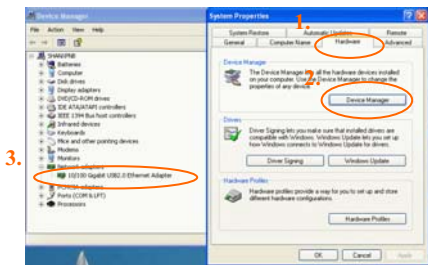 Device Manager
File Action View Help
SHANKPNB
Batteries
Computer
Disk drives
Display adapters
DVD/CD-ROM drives
IDE ATA/ATAPI controllers
IEEE 1394 Bus host controllers
Infrared devices
Keyboards
Mice and other pointing devices
Modems
Monitors
Network adapters
3.
10/100 Gigabit USB2.0 Ethernet Adapter
PCMCIA adapters
Ports (COM & LPT)
Processors
System Properties
1.
System Restore Automatic Updates Remote
General Computer Name Hardware Advanced
Device Manager
The Device Manager lists all the hardware devices installed
on your computer. Use the Device Manager to change the
properties of any device.
2.
Device Manager
Drivers
Driver Signing lets you make sure that installed drivers are
compatible with Windows. Windows Update lets you set up
how Windows connects to Windows Update for drivers.
Driver Signing Windows Update
Hardware Profiles
Hardware profiles provide a way for you to set up and store
different hardware configurations.
Hardware Profiles
OK Cancel Apply